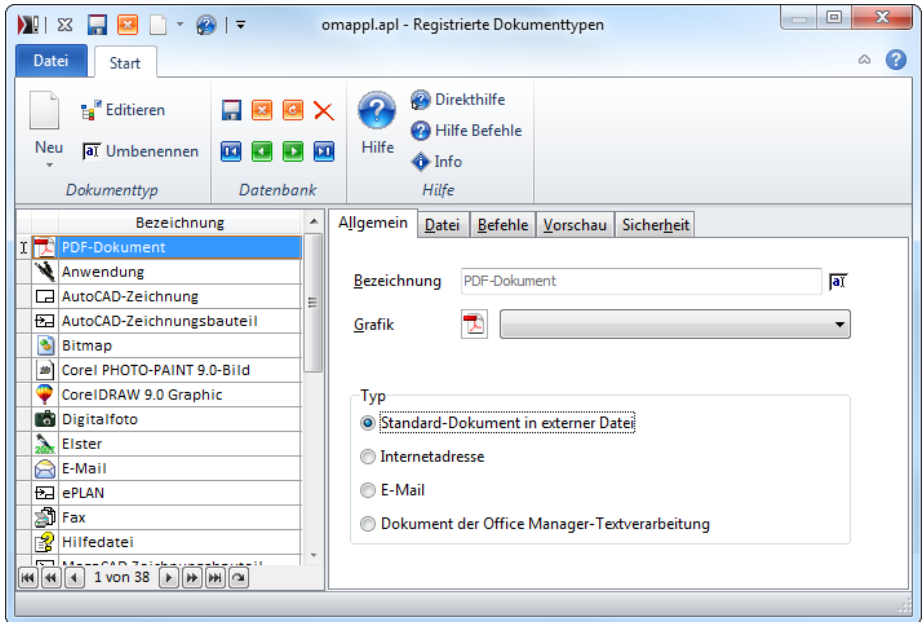 omappl.apl - Registrierte Dokumenttypen
Datei Start
Neu
Editieren
Umbenennen
Dokumenttyp
Datenbank
Hilfe
Direkthilfe
Hilfe Befehle
Info
Hilfe
Bezeichnung
PDF-Dokument
Anwendung
AutoCAD-Zeichnung
AutoCAD-Zeichnungsbauteil
Bitmap
Corel PHOTO-PAINT 9.0-Bild
CorelDRAW 9.0 Graphic
Digitalfoto
Elster
E-Mail
ePLAN
Fax
Hilfedatei
1 von 38
Allgemein Datei Befehle Vorschau Sicherheit
Bezeichnung PDF-Dokument
Grafik
Typ
Standard-Dokument in externer Datei
Internetadresse
E-Mail
Dokument der Office Manager-Textverarbeitung